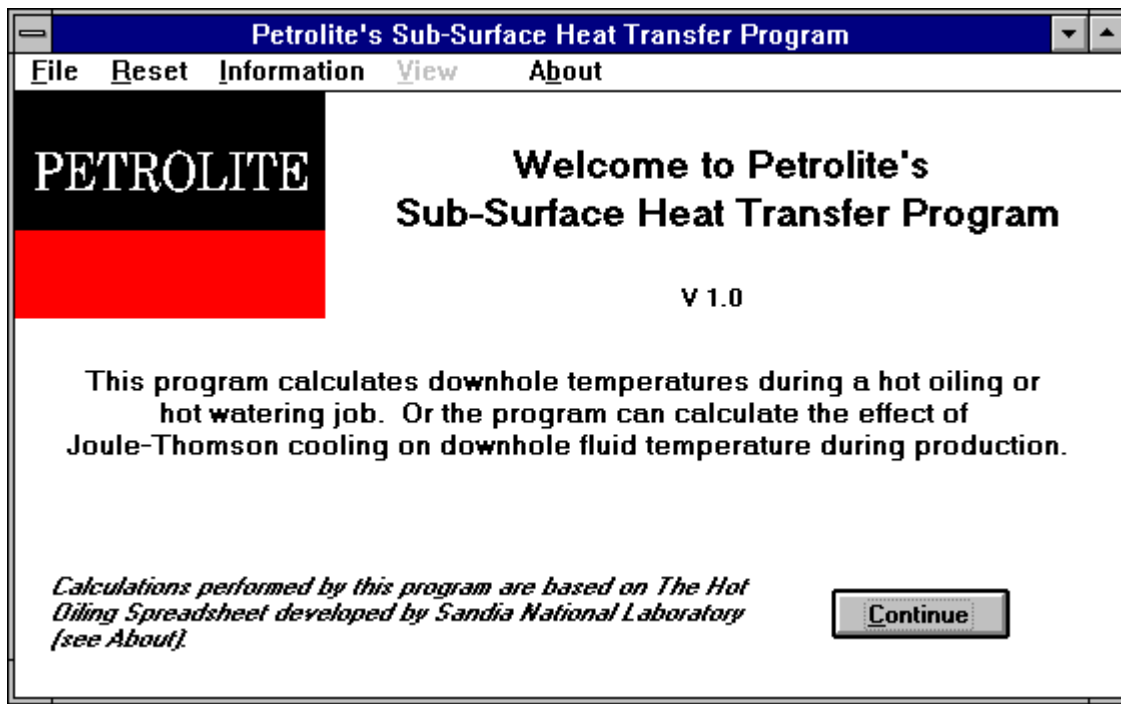 Petrolite's Sub-Surface Heat Transfer Program
File Reset Information View About
PETROLITE
Welcome to Petrolite's
Sub-Surface Heat Transfer Program
V 1.0
This program calculates downhole temperatures during a hot oiling or
hot watering job. Or the program can calculate the effect of
Joule-Thomson cooling on downhole fluid temperature during production.
Calculations performed by this program are based on The Hot
Oiling Spreadsheet developed by Sandia National Laboratory
(see About).
Continue